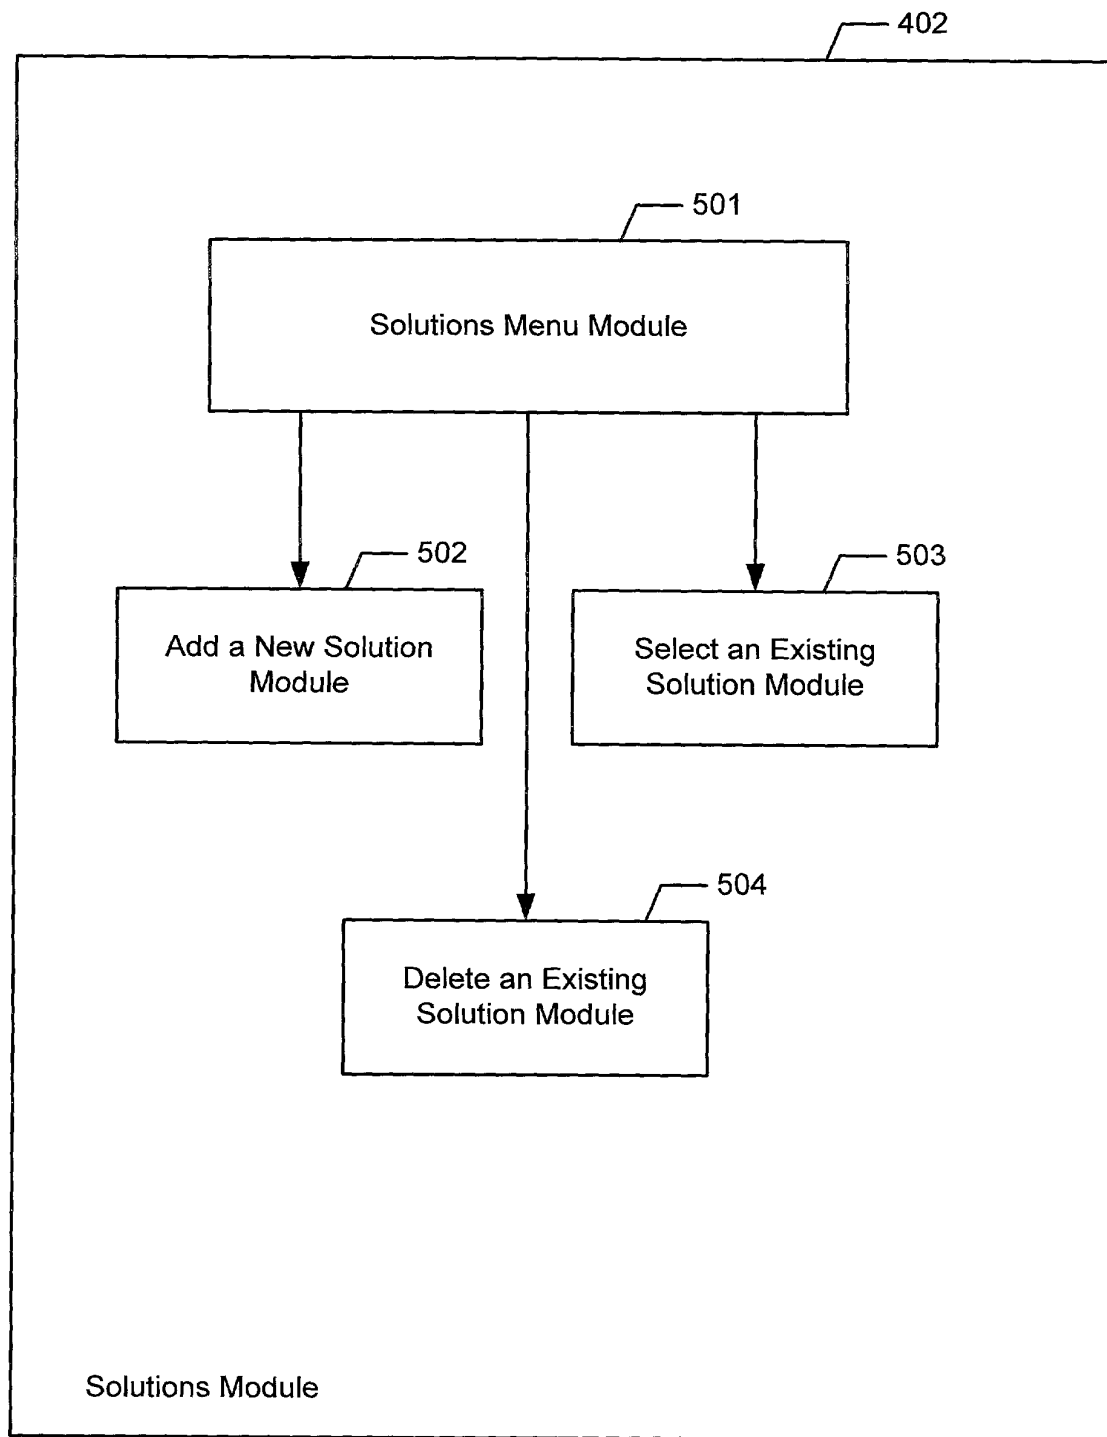 402
501
Solutions Menu Module
502
503
Add a New Solution
Module
Select an Existing
Solution Module
504
Delete an Existing
Solution Module
Solutions Module